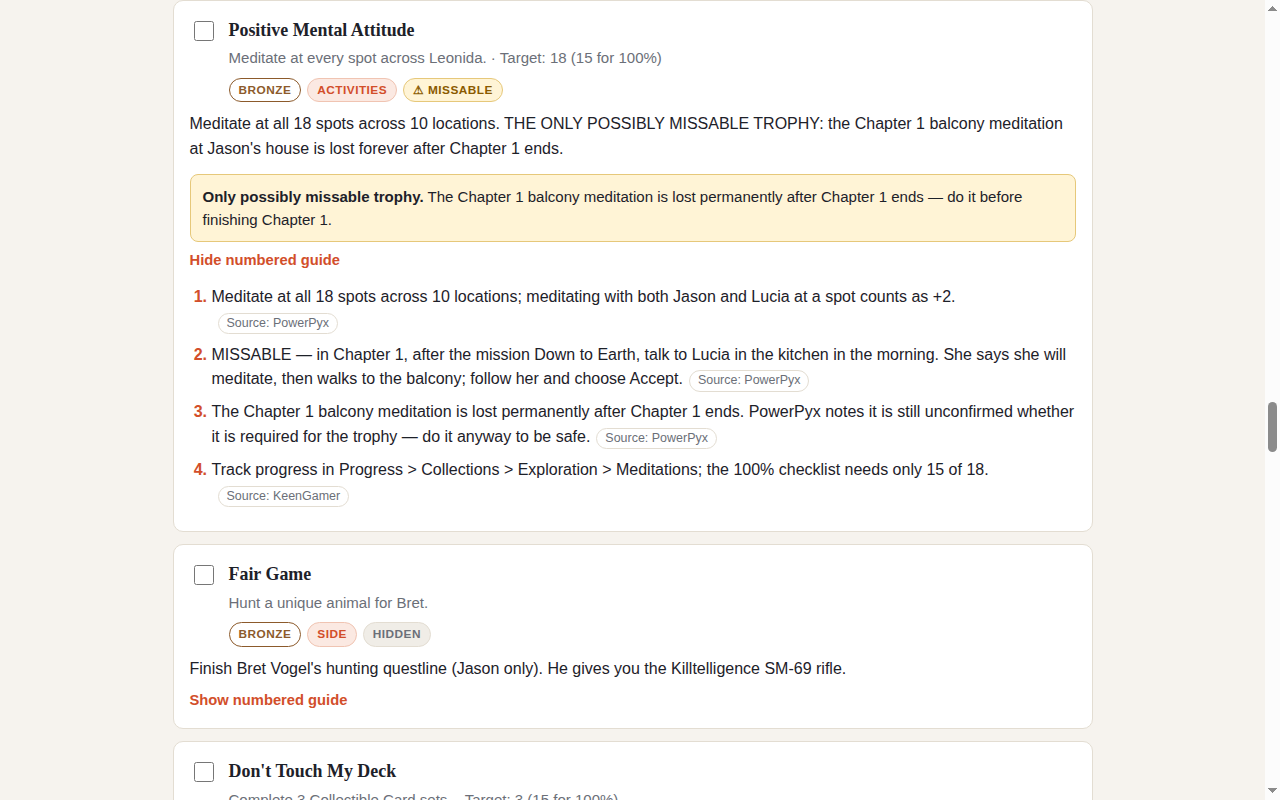 Positive Mental Attitude
Meditate at every spot across Leonida. · Target: 18 (15 for 100%)
BRONZE ACTIVITIES ⚠ MISSABLE
Meditate at all 18 spots across 10 locations. THE ONLY POSSIBLY MISSABLE TROPHY: the Chapter 1 balcony meditation
at Jason's house is lost forever after Chapter 1 ends.
Only possibly missable trophy. The Chapter 1 balcony meditation is lost permanently after Chapter 1 ends — do it before
finishing Chapter 1.
Hide numbered guide
1. Meditate at all 18 spots across 10 locations; meditating with both Jason and Lucia at a spot counts as +2.
Source: PowerPyx
2. MISSABLE — in Chapter 1, after the mission Down to Earth, talk to Lucia in the kitchen in the morning. She says she will
meditate, then walks to the balcony; follow her and choose Accept. Source: PowerPyx
3. The Chapter 1 balcony meditation is lost permanently after Chapter 1 ends. PowerPyx notes it is still unconfirmed whether
it is required for the trophy — do it anyway to be safe. Source: PowerPyx
4. Track progress in Progress > Collections > Exploration > Meditations; the 100% checklist needs only 15 of 18.
Source: KeenGamer
Fair Game
Hunt a unique animal for Bret.
BRONZE SIDE HIDDEN
Finish Bret Vogel's hunting questline (Jason only). He gives you the Killtelligence SM-69 rifle.
Show numbered guide
Don't Touch My Deck
Complete 3 Collectible Card sets. · Target: 3 (15 for 100%)